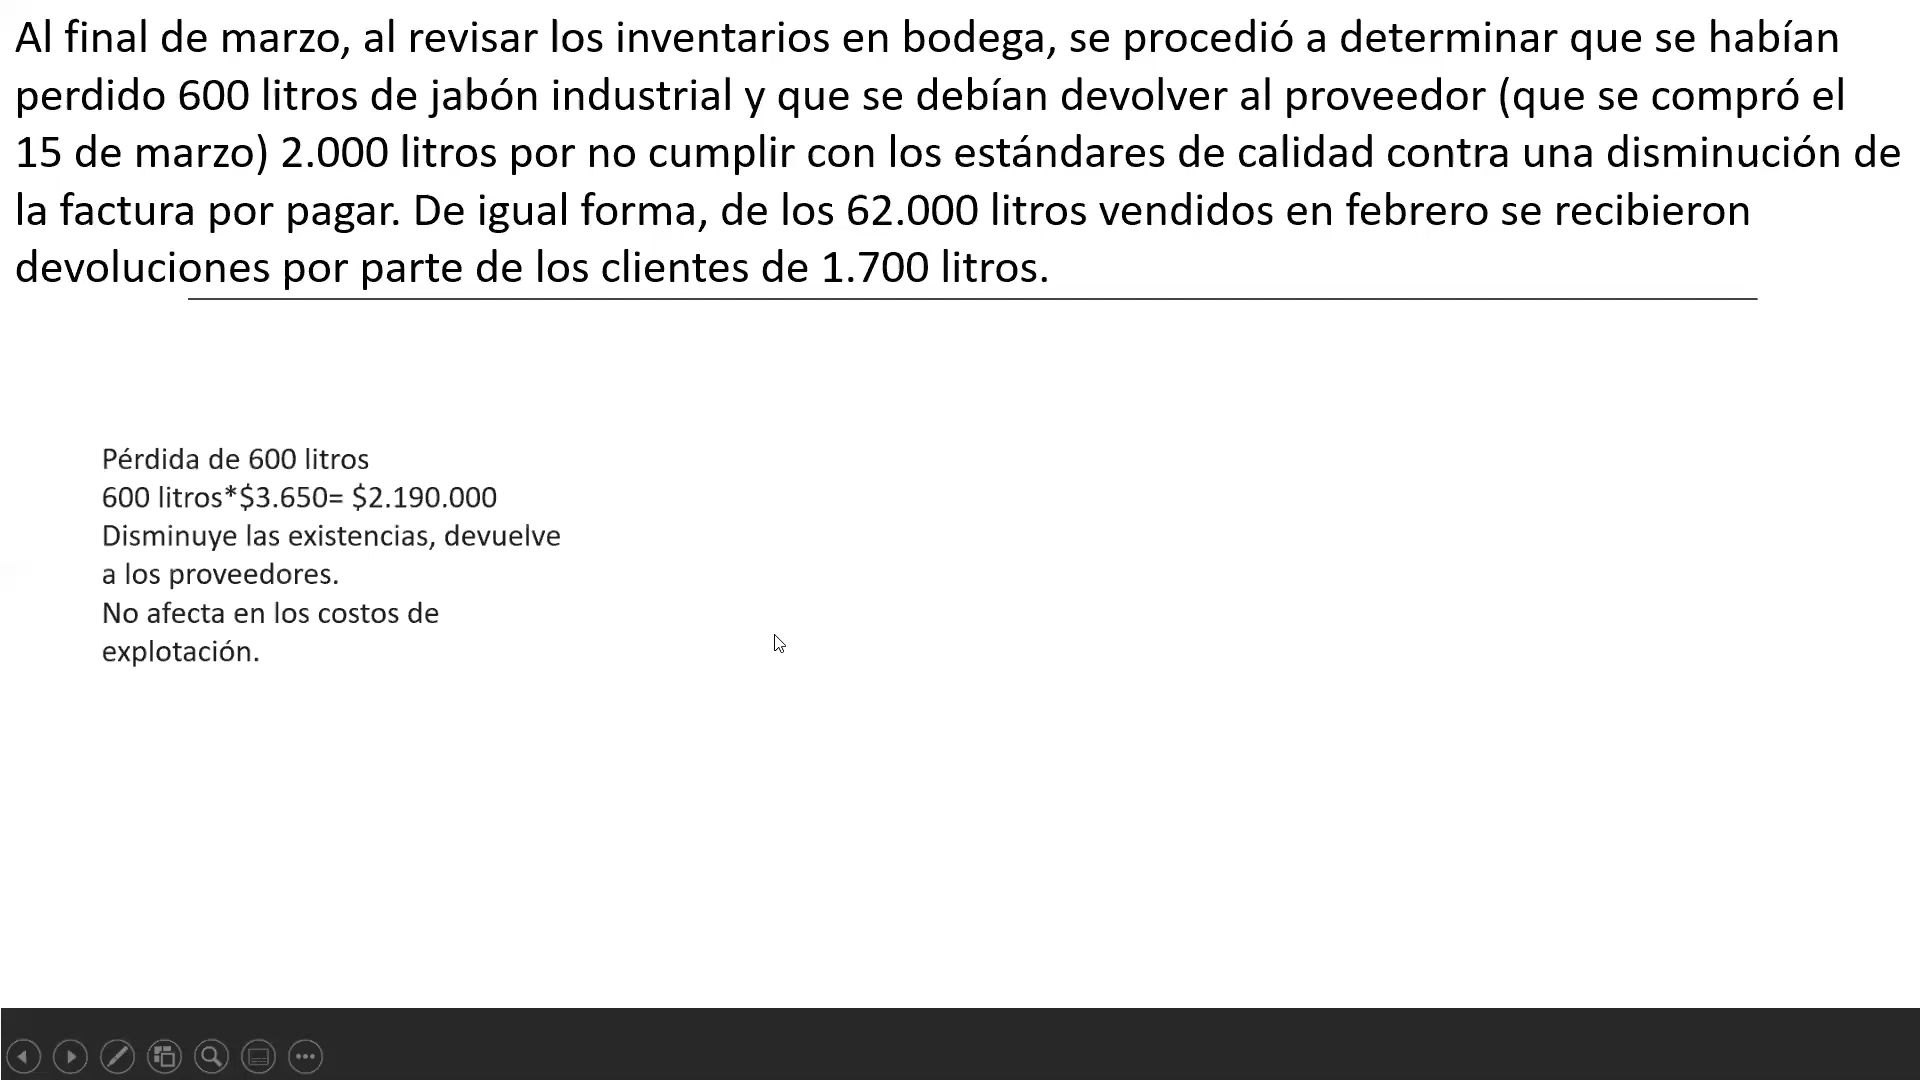 Al final de marzo, al revisar los inventarios en bodega, se procedió a determinar que se habían
perdido 600 litros de jabón industrial y que se debían devolver al proveedor (que se compró el
15 de marzo) 2.000 litros por no cumplir con los estándares de calidad contra una disminución de
la factura por pagar. De igual forma, de los 62.000 litros vendidos en febrero se recibieron
devoluciones por parte de los clientes de 1.700 litros.
Pérdida de 600 litros
600 litros*$3.650= $2.190.000
Disminuye las existencias, devuelve
a los proveedores.
No afecta en los costos de
explotación.